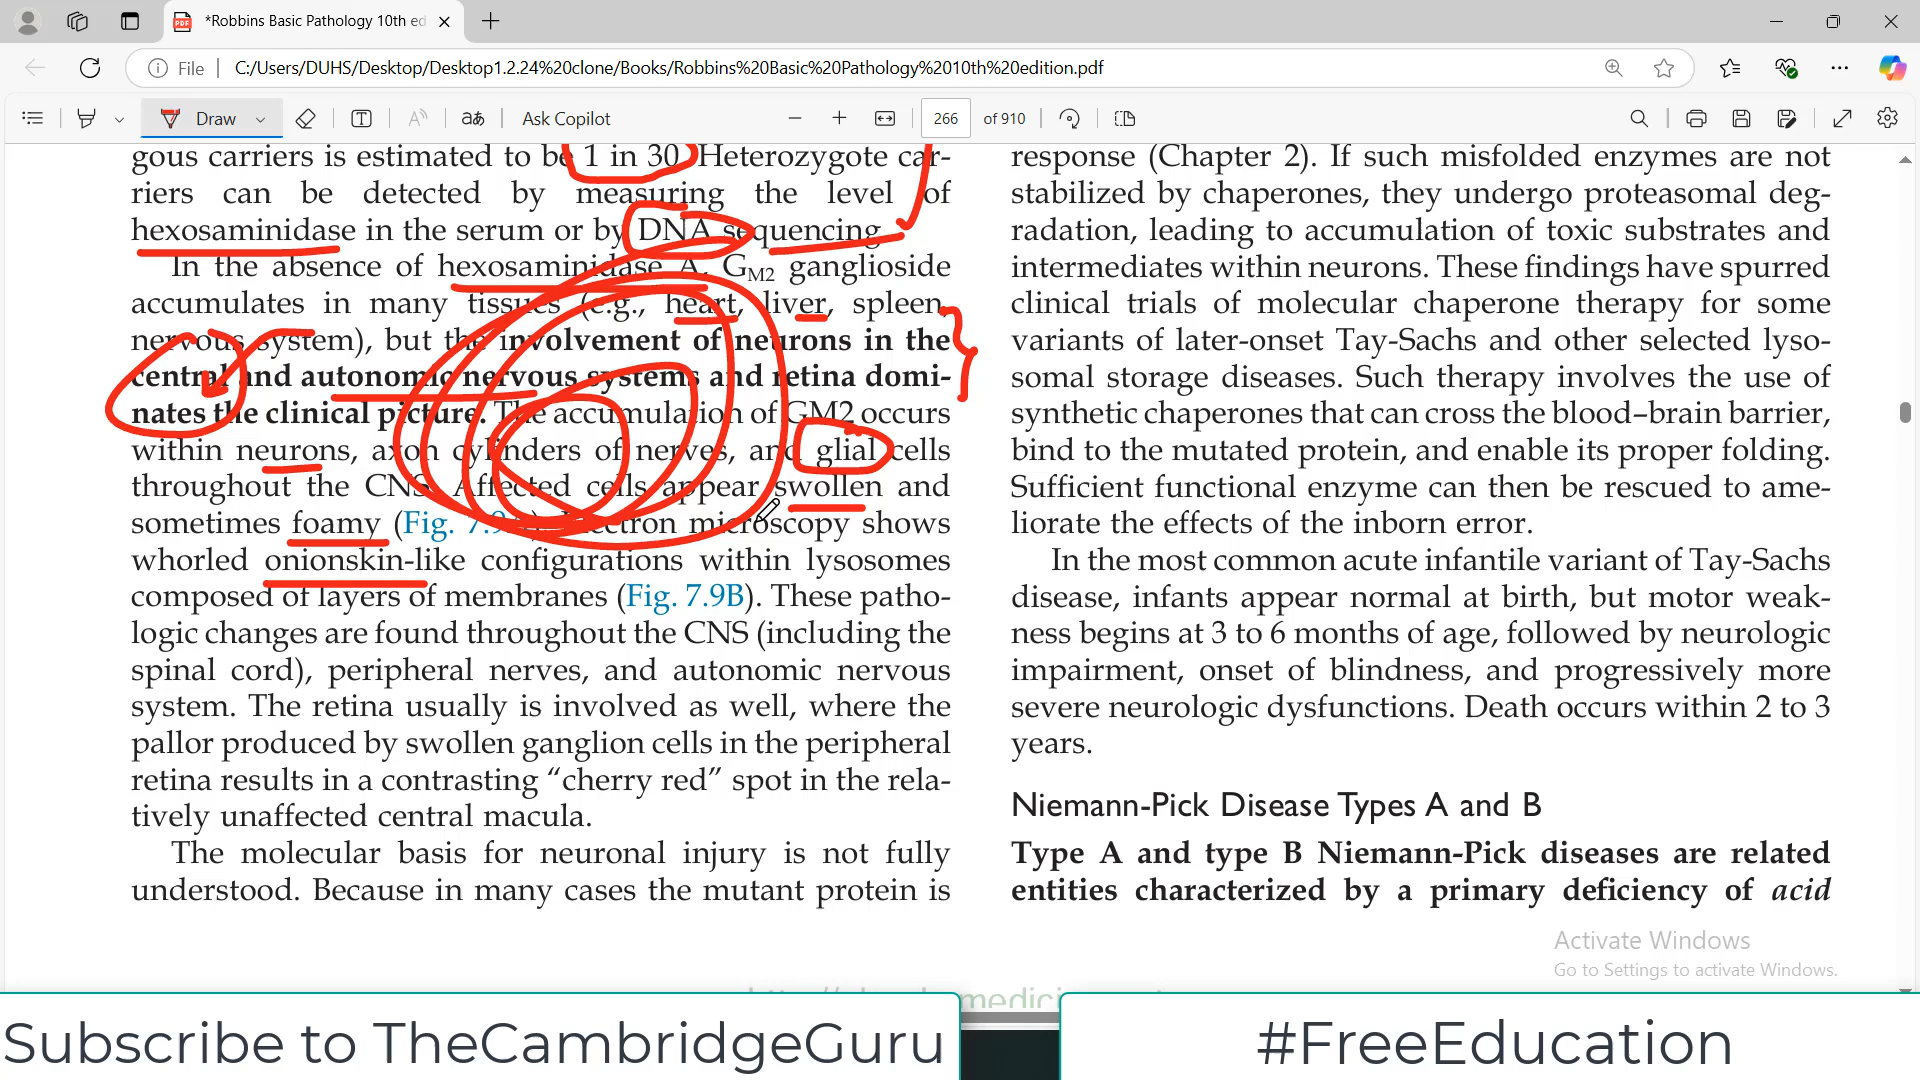 *Robbins Basic Pathology 10th ed
File
C:/Users/DUHS/Desktop/Desktop1.2.24%20clone/Books/Robbins%20Basic%20Pathology%2010th%20edition.pdf
Draw
Ask Copilot
266 of 910
gous carriers is estimated to be 1 in 30. Heterozygote car-
riers can be detected by measuring the level of
hexosaminidase in the serum or by DNA sequencing.
In the absence of hexosaminidase A, GM2 ganglioside
accumulates in many tissues (e.g., heart, liver, spleen,
nervous system), but the involvement of neurons in the
central and autonomic nervous systems and retina domi-
nates the clinical picture. The accumulation of GM2 occurs
within neurons, axon cylinders of nerves, and glial cells
throughout the CNS. Affected cells appear swollen and
sometimes foamy (Fig. 7.9A). Electron microscopy shows
whorled onionskin-like configurations within lysosomes
composed of layers of membranes (Fig. 7.9B). These patho-
logic changes are found throughout the CNS (including the
spinal cord), peripheral nerves, and autonomic nervous
system. The retina usually is involved as well, where the
pallor produced by swollen ganglion cells in the peripheral
retina results in a contrasting “cherry red” spot in the rela-
tively unaffected central macula.
The molecular basis for neuronal injury is not fully
understood. Because in many cases the mutant protein is
response (Chapter 2). If such misfolded enzymes are not
stabilized by chaperones, they undergo proteasomal deg-
radation, leading to accumulation of toxic substrates and
intermediates within neurons. These findings have spurred
clinical trials of molecular chaperone therapy for some
variants of later-onset Tay-Sachs and other selected lyso-
somal storage diseases. Such therapy involves the use of
synthetic chaperones that can cross the blood–brain barrier,
bind to the mutated protein, and enable its proper folding.
Sufficient functional enzyme can then be rescued to ame-
liorate the effects of the inborn error.
In the most common acute infantile variant of Tay-Sachs
disease, infants appear normal at birth, but motor weak-
ness begins at 3 to 6 months of age, followed by neurologic
impairment, onset of blindness, and progressively more
severe neurologic dysfunctions. Death occurs within 2 to 3
years.
Niemann-Pick Disease Types A and B
Type A and type B Niemann-Pick diseases are related
entities characterized by a primary deficiency of acid
Activate Windows
Go to Settings to activate Windows.
Subscribe to TheCambridgeGuru
#FreeEducation